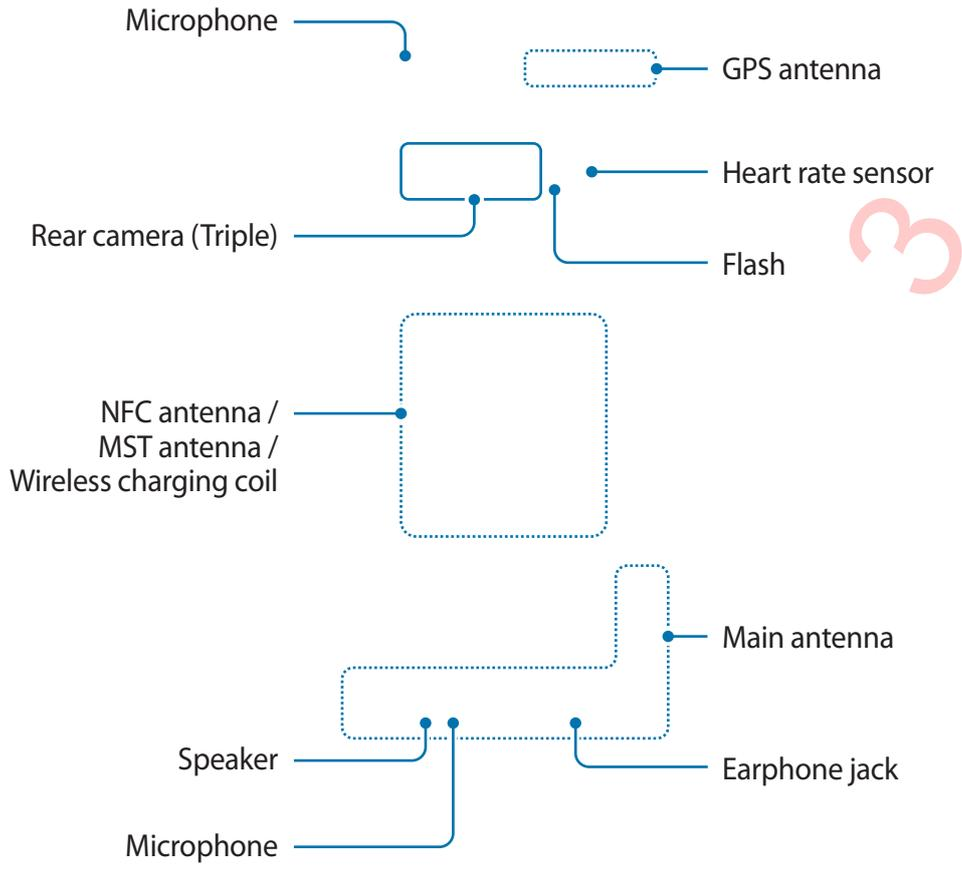 Microphone
GPS antenna
Heart rate sensor
Rear camera (Triple)
Flash
NFC antenna /
MST antenna /
Wireless charging coil
Main antenna
Speaker
Earphone jack
Microphone
3